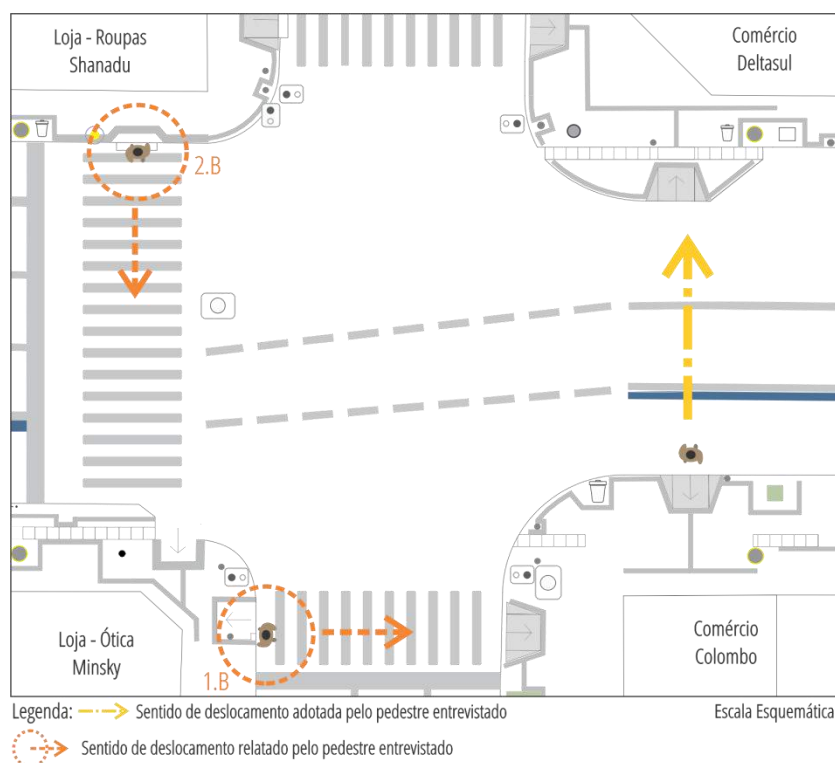 Loja - Roupas
Shanadu
Comércio
Deltasul
2.B
Loja - Ótica
Minsky
1.B
Comércio
Colombo
Legenda: Sentido de deslocamento adotada pelo pedestre entrevistado
Escala Esquemática
Sentido de deslocamento relatado pelo pedestre entrevistado